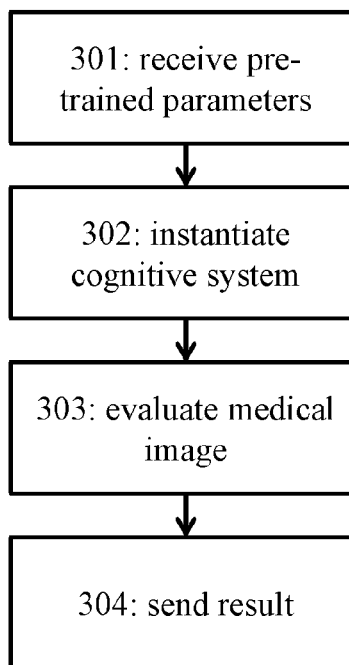 301: receive pre-
trained parameters
302: instantiate
cognitive system
303: evaluate medical
image
304: send result